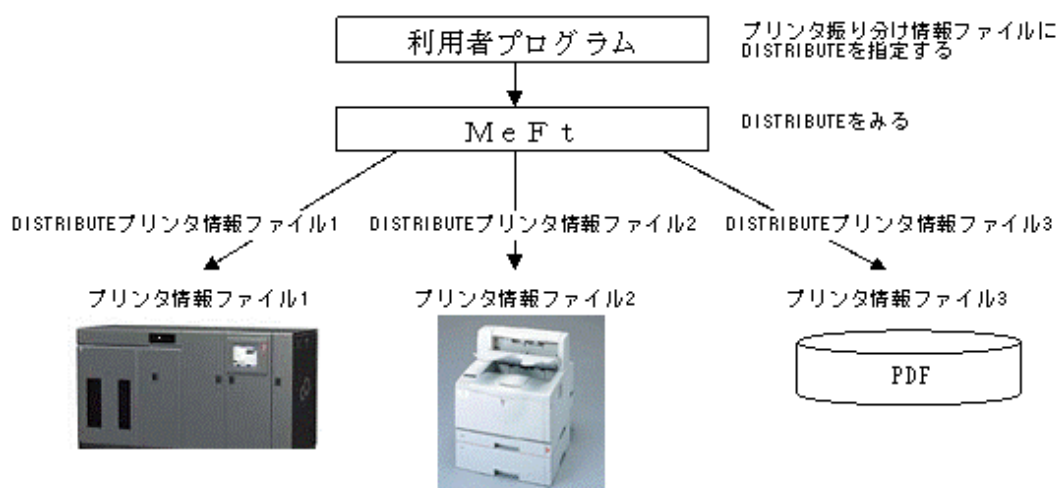 利用者プログラム
プリンタ振り分け情報ファイルに
DISTRIBUTEを指定する
MeFt
DISTRIBUTEをみる
DISTRIBUTEプリンタ情報ファイル1
DISTRIBUTEプリンタ情報ファイル2
DISTRIBUTEプリンタ情報ファイル3
プリンタ情報ファイル1
プリンタ情報ファイル2
プリンタ情報ファイル3
PDF